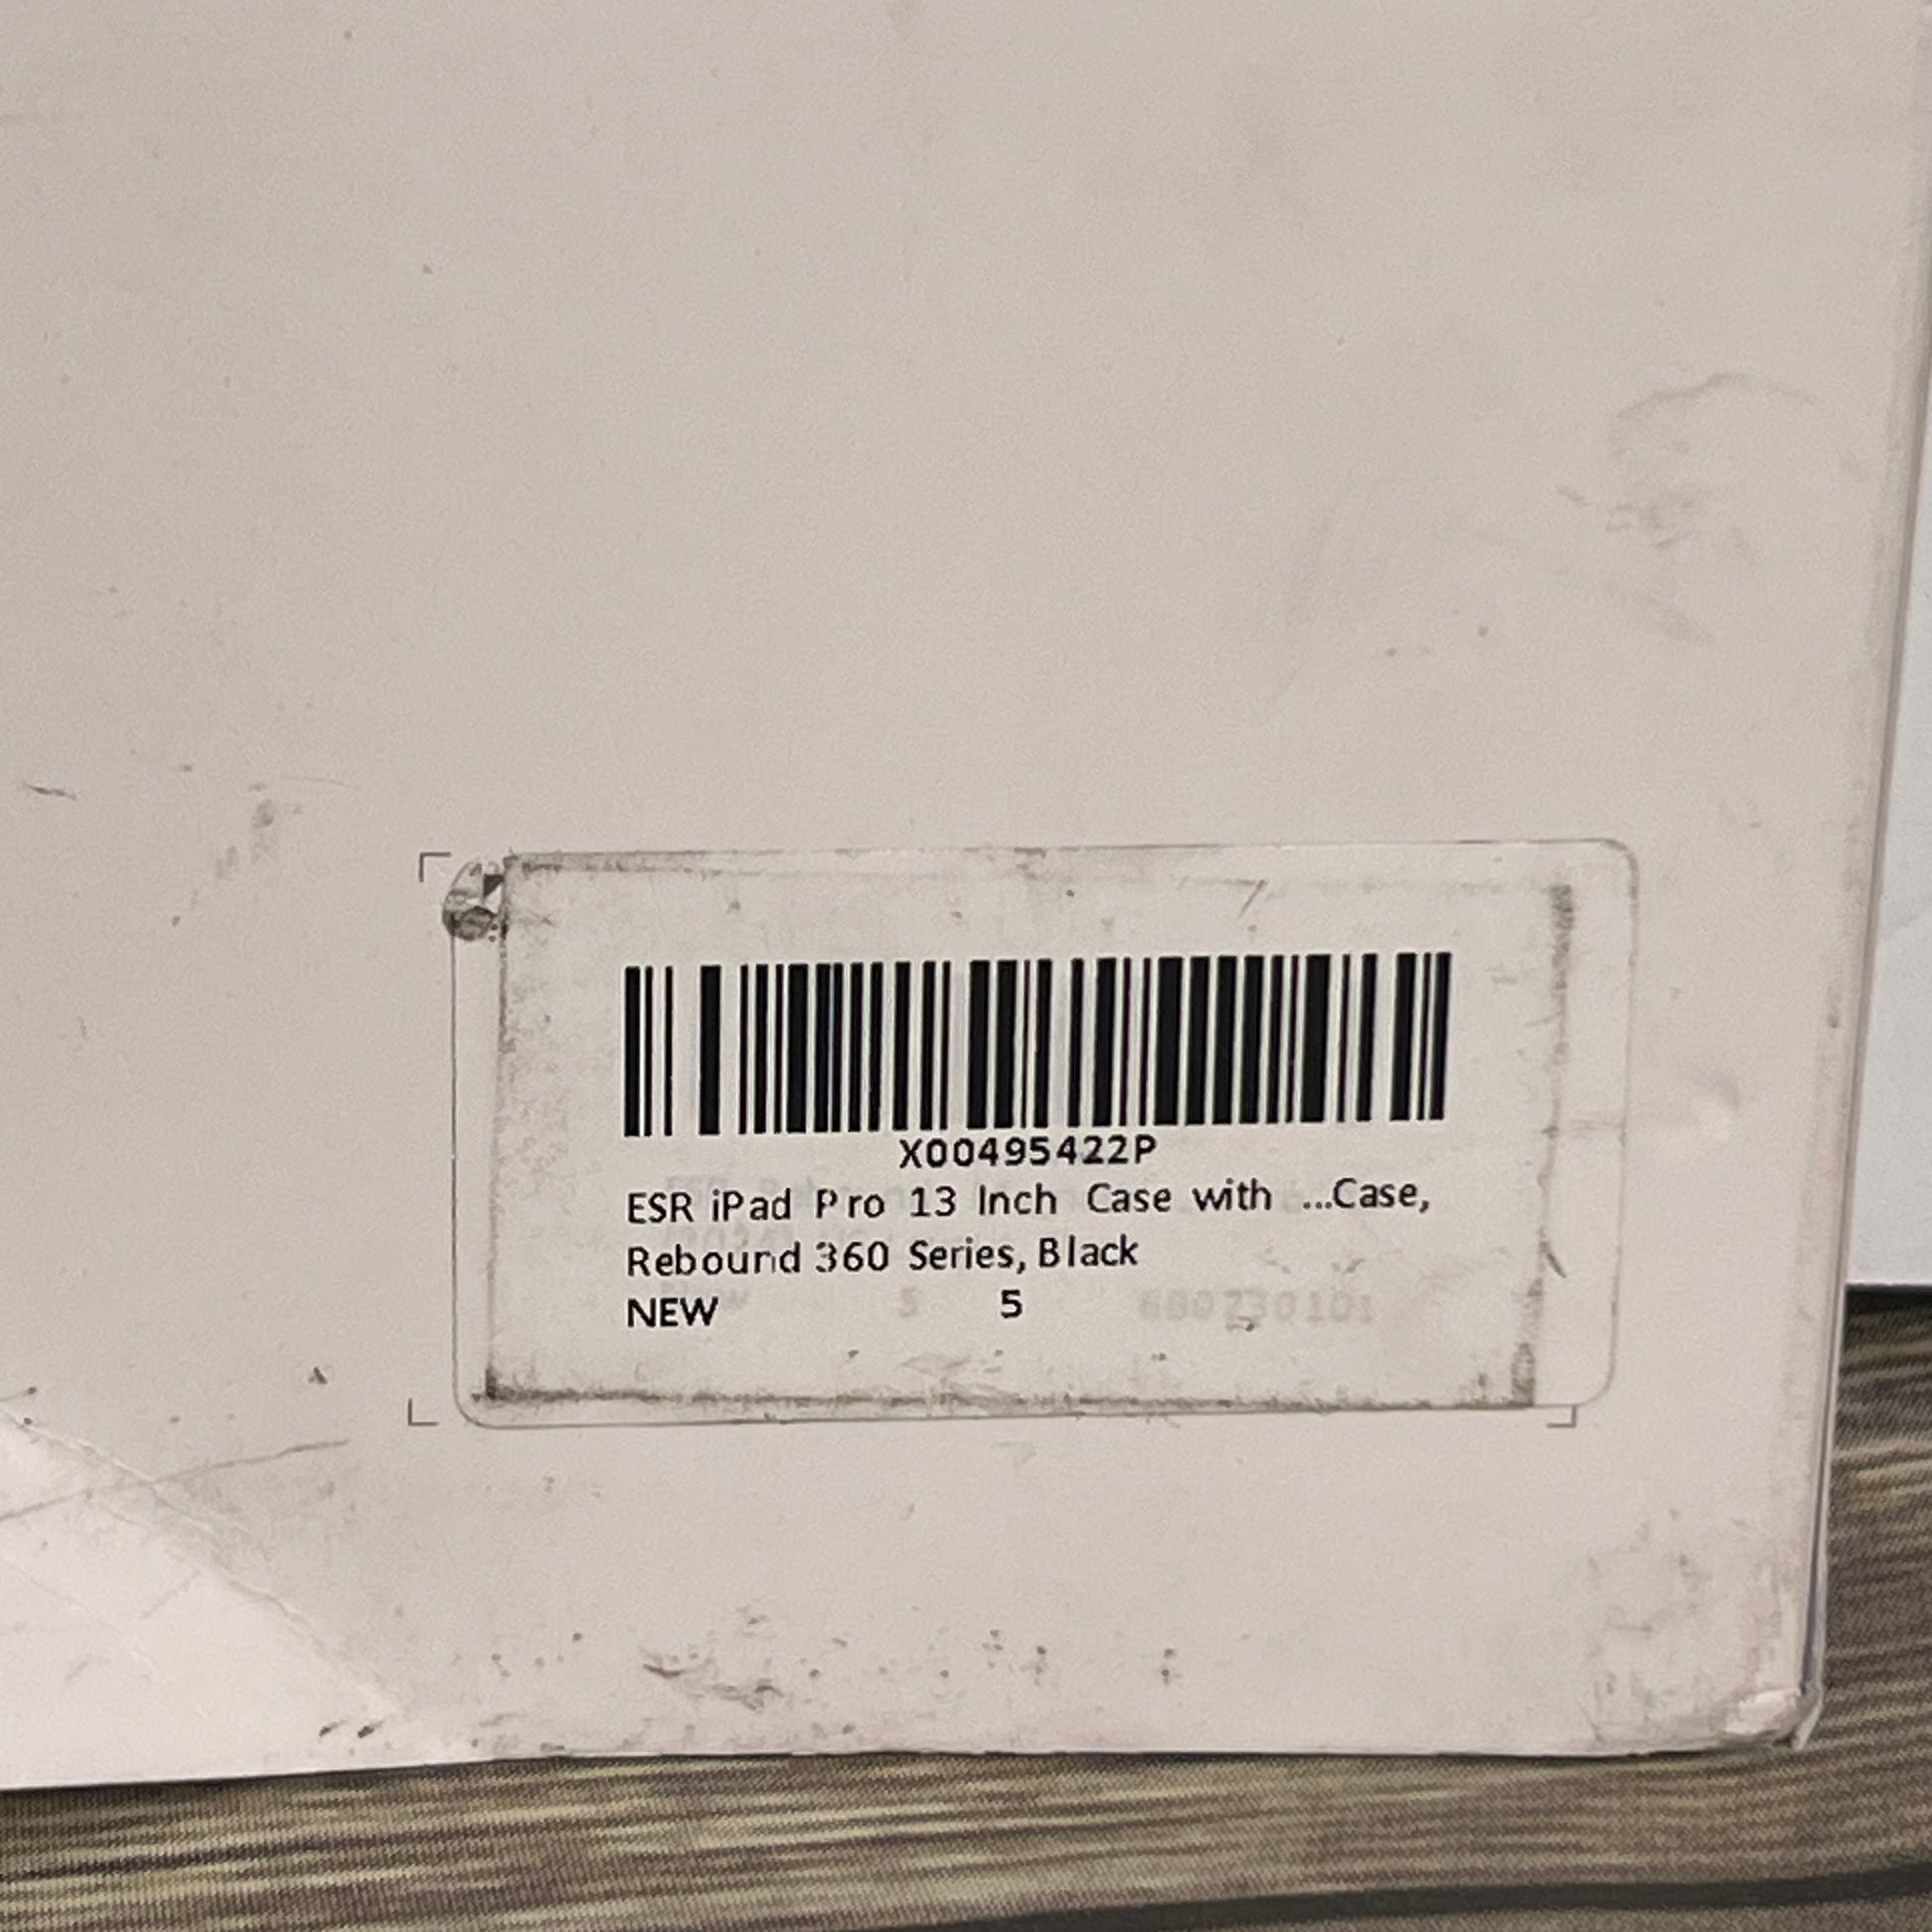 X00495422P
ESR iPad Pro 13 Inch Case with ...Case,
Rebound 360 Series, Black
NEW 5